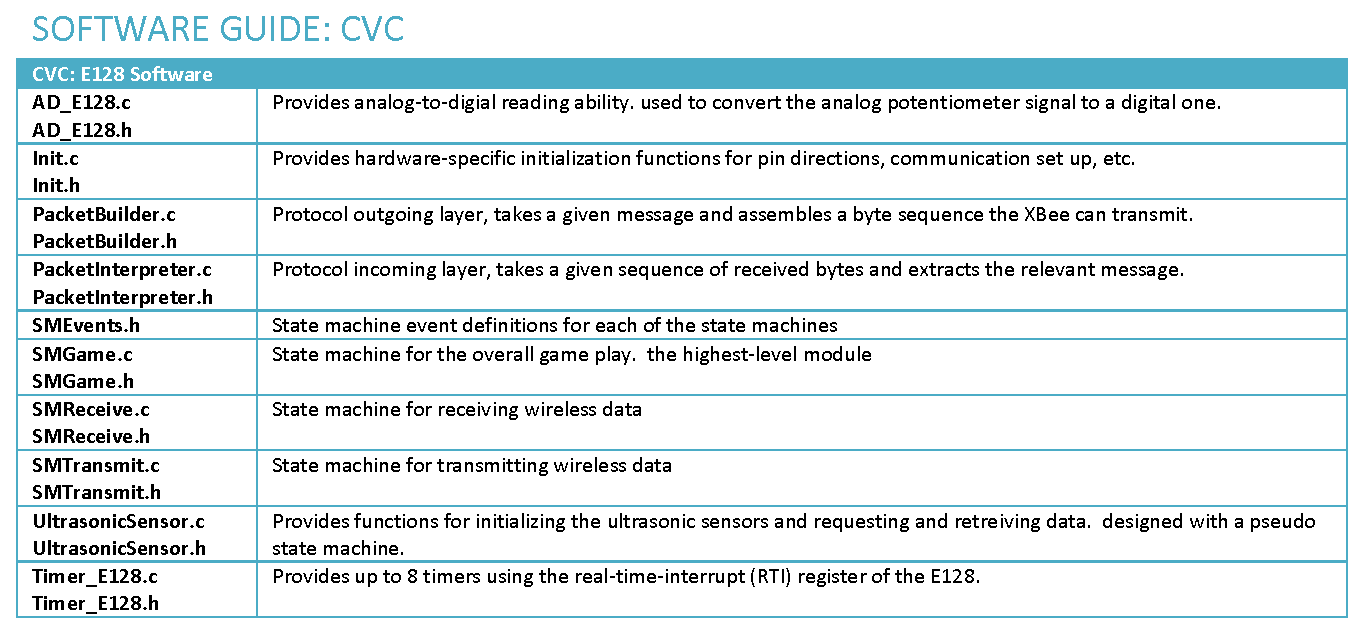 SOFTWARE GUIDE: CVC
CVC: E128 Software
AD_E128.c
AD_E128.h
Provides analog-to-digial reading ability. used to convert the analog potentiometer signal to a digital one.
Init.c
Init.h
Provides hardware-specific initialization functions for pin directions, communication set up, etc.
PacketBuilder.c
PacketBuilder.h
Protocol outgoing layer, takes a given message and assembles a byte sequence the XBee can transmit.
PacketInterpreter.c
PacketInterpreter.h
Protocol incoming layer, takes a given sequence of received bytes and extracts the relevant message.
SMEvents.h
State machine event definitions for each of the state machines
SMGame.c
SMGame.h
State machine for the overall game play.  the highest-level module
SMReceive.c
SMReceive.h
State machine for receiving wireless data
SMTransmit.c
SMTransmit.h
State machine for transmitting wireless data
UltrasonicSensor.c
UltrasonicSensor.h
Provides functions for initializing the ultrasonic sensors and requesting and retreiving data.  designed with a pseudo
state machine.
Timer_E128.c
Timer_E128.h
Provides up to 8 timers using the real-time-interrupt (RTI) register of the E128.